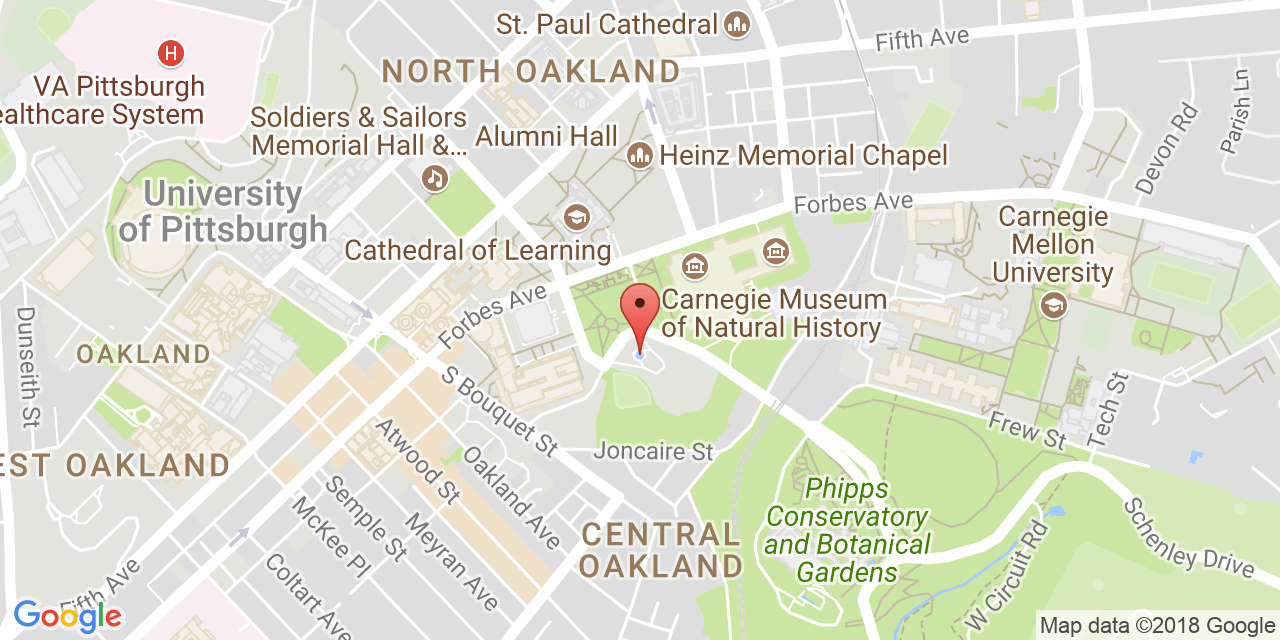 St. Paul Cathedral
Fifth Ave
H
VA Pittsburgh
ealthcare System
NORTH OAKLAND
Parish Ln
Devon Rd
Soldiers & Sailors
Memorial Hall &...
Alumni Hall
Heinz Memorial Chapel
University
of Pittsburgh
Forbes Ave
Carnegie
Mellon
University
Cathedral of Learning
Carnegie Museum
of Natural History
Forbes Ave
Dunseith St
OAKLAND
S Bouquet St
Tech St
Frew St
Atwood St
Joncaire St
EST OAKLAND
Oakland Ave
Semple St
McKee Pl
Meyran Ave
Phipps
Conservatory
and Botanical
Gardens
CENTRAL
OAKLAND
Schenley Drive
W Circuit Rd
Coltart Ave
Fifth Ave
Google
Map data ©2018 Google